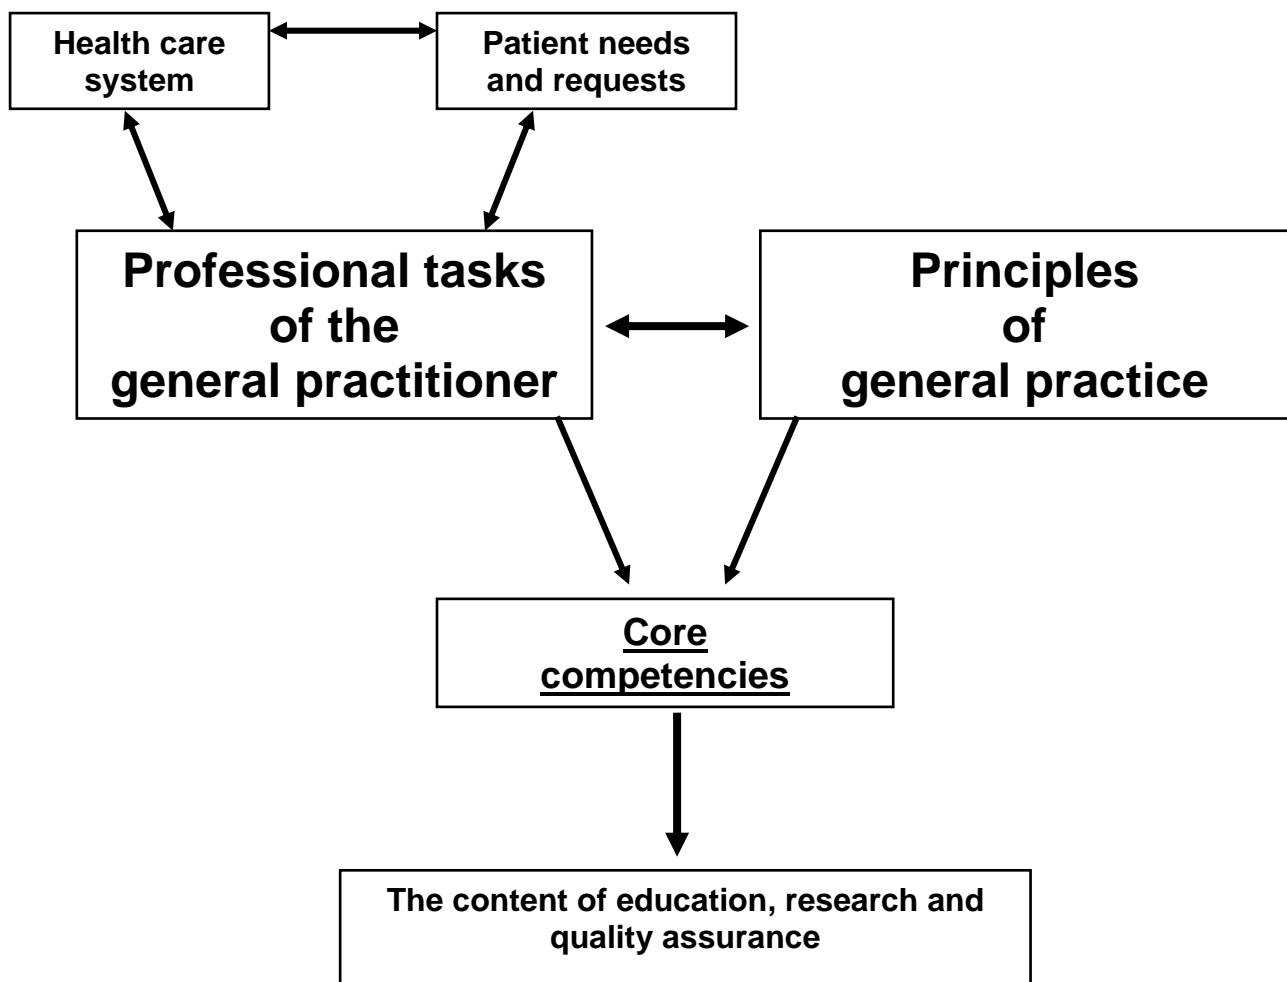 Health care
system
Patient needs
and requests
Professional tasks
of the
general practitioner
Principles
of
general practice
Core
competencies
The content of education, research and
quality assurance